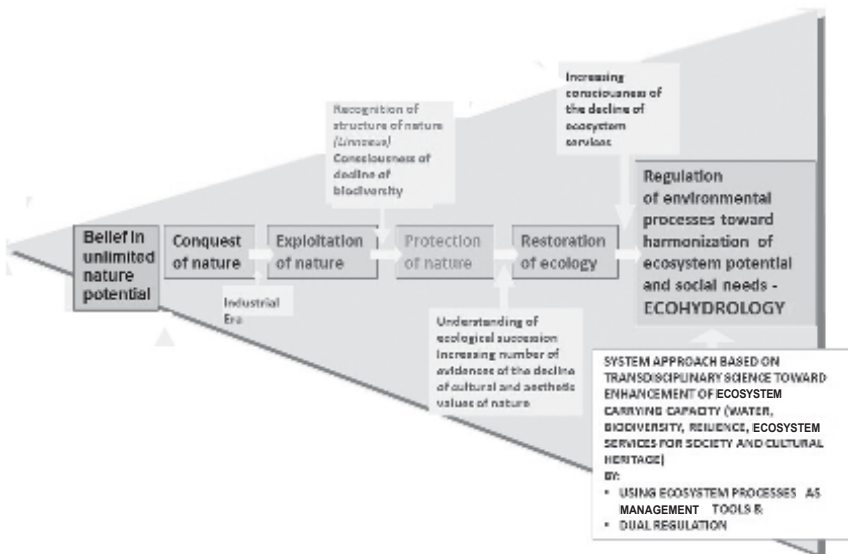 Increasing
consciousness of
the decline of
ecosystem
services
Recognition of
structure of nature
(Linnaeus)
Consciousness of
decline of
biodiversity
Belief in
unlimited
nature
potential
Conquest
of nature
Exploitation
of nature
Protection
of nature
Restoration
of ecology
Regulation
of environmental
processes toward
harmonization of
ecosystem potential
and social needs -
ECOHYDROLOGY
Industrial
Era
Understanding of
ecological succession
Increasing number of
evidences of the decline
of cultural and aesthetic
values of nature
SYSTEM APPROACH BASED ON
TRANSDISCIPLINARY SCIENCE TOWARD
ENHANCEMENT OF ECOSYSTEM
CARRYING CAPACITY (WATER,
BIODIVERSITY, REILIENCE, ECOSYSTEM
SERVICES FOR SOCIETY AND CULTURAL
HERITAGE)
BY:
• USING ECOSYSTEM PROCESSES AS
MANAGEMENT TOOLS &
• DUAL REGULATION